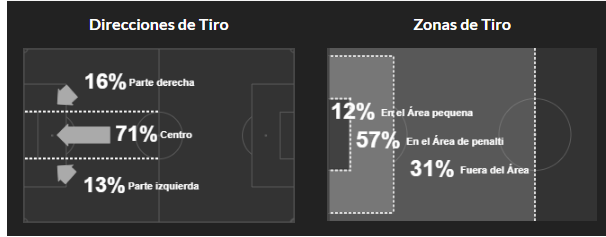 Direcciones de Tiro
16% Parte derecha
71% Centro
13% Parte izquierda
Zonas de Tiro
12% En el Área pequena
57% En el Área de penalti
31% Fuera del Área